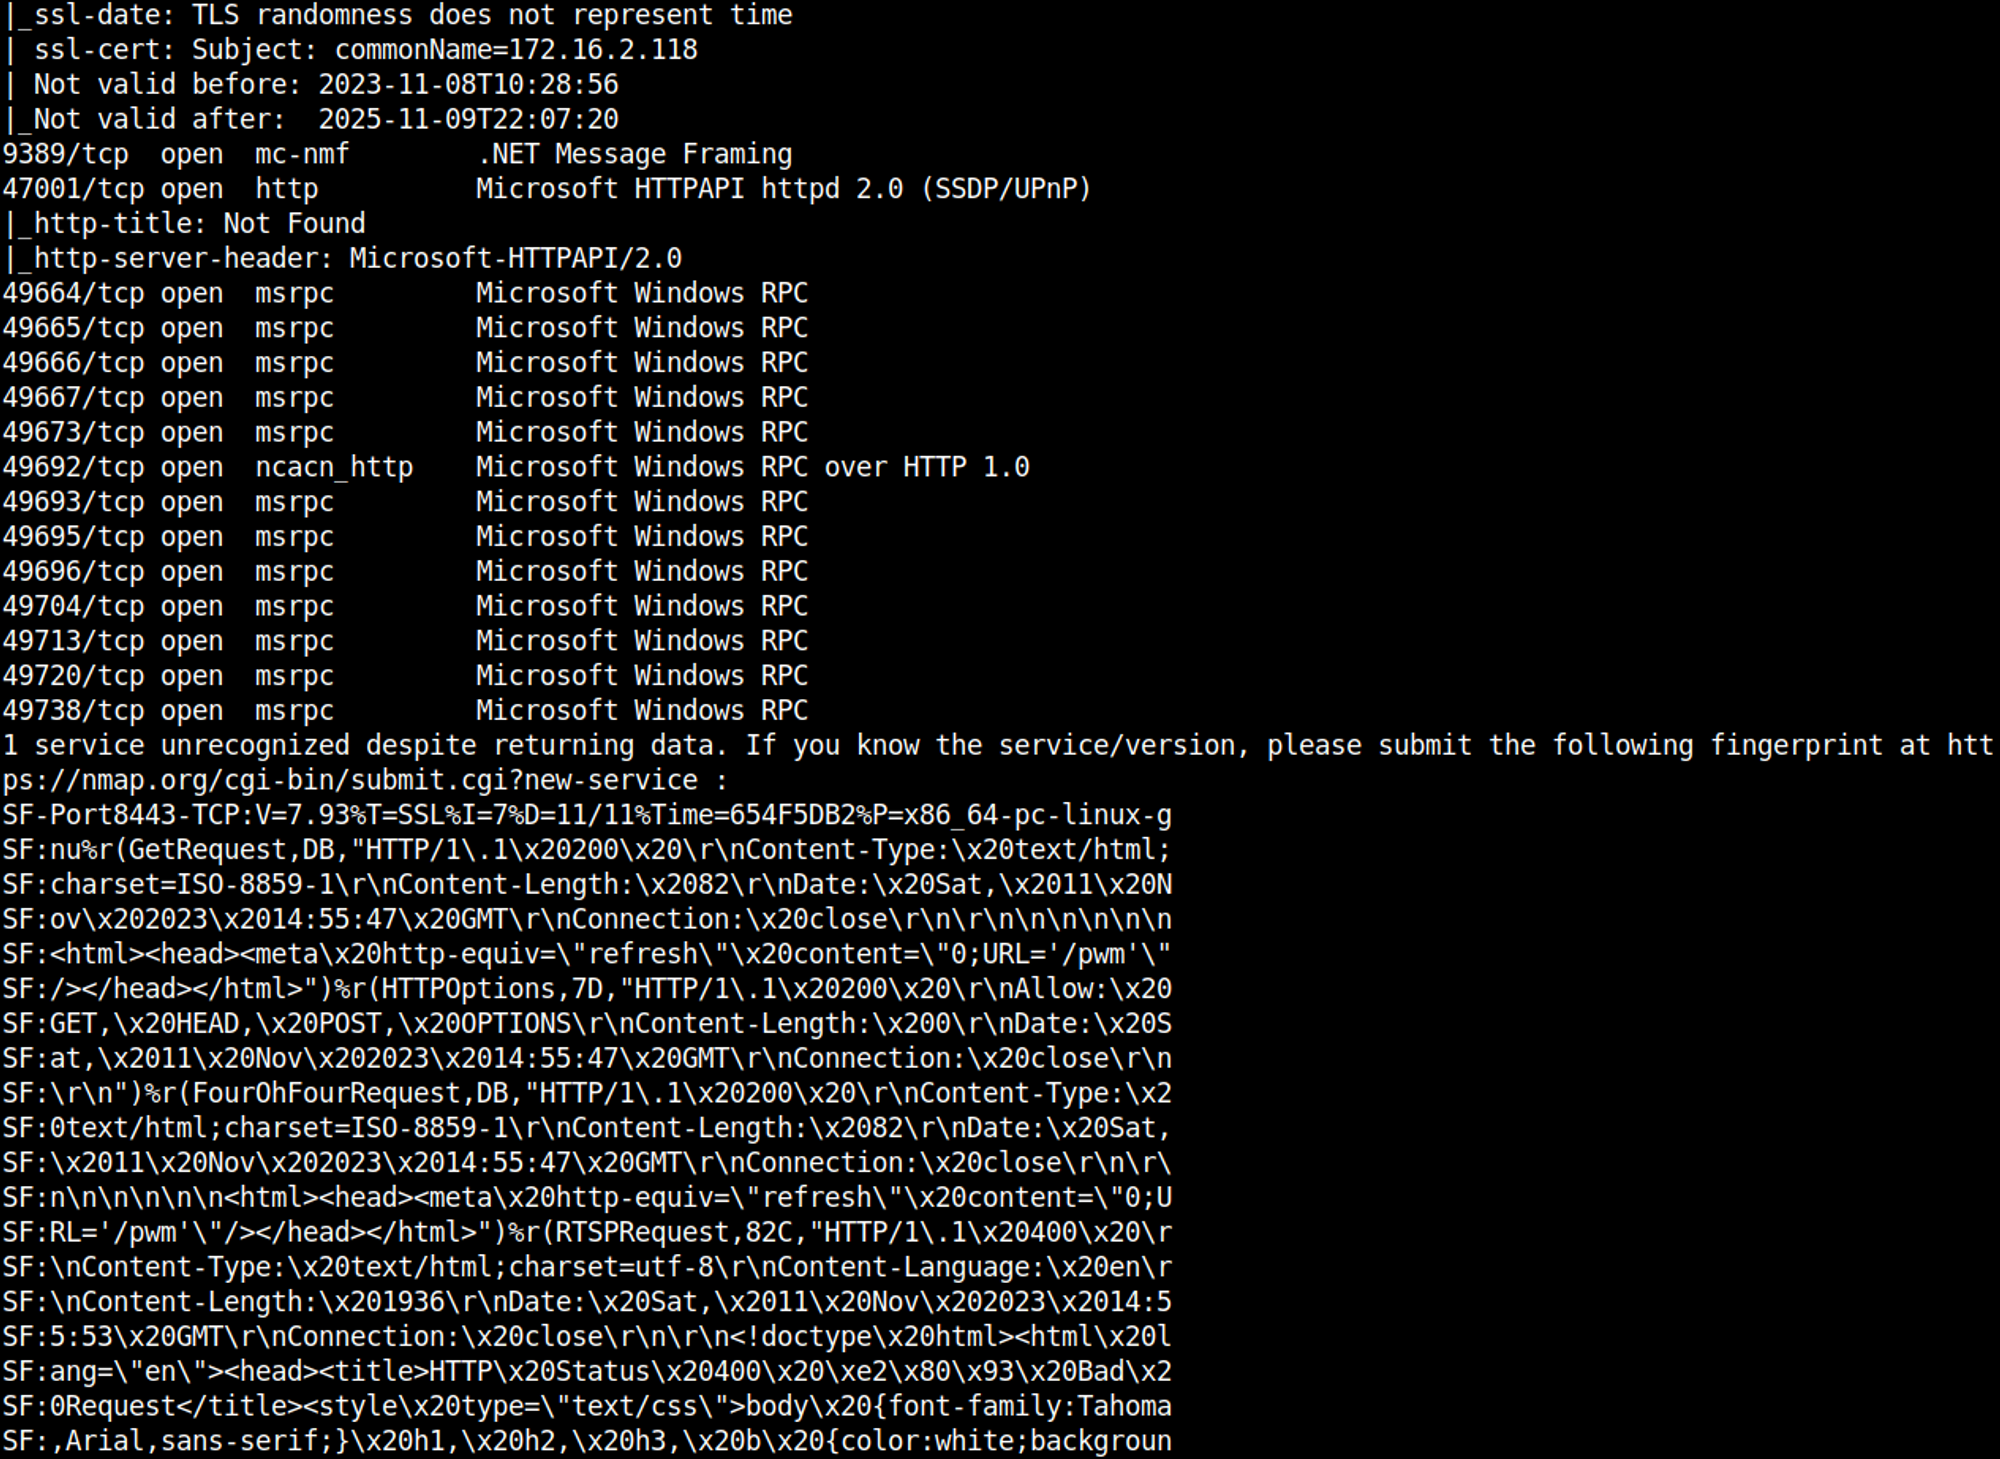 |_ssl-date: TLS randomness does not represent time
| ssl-cert: Subject: commonName=172.16.2.118
| Not valid before: 2023-11-08T10:28:56
|_Not valid after:  2025-11-09T22:07:20
9389/tcp  open  mc-nmf        .NET Message Framing
47001/tcp open  http          Microsoft HTTPAPI httpd 2.0 (SSDP/UPnP)
|_http-title: Not Found
|_http-server-header: Microsoft-HTTPAPI/2.0
49664/tcp open  msrpc         Microsoft Windows RPC
49665/tcp open  msrpc         Microsoft Windows RPC
49666/tcp open  msrpc         Microsoft Windows RPC
49667/tcp open  msrpc         Microsoft Windows RPC
49673/tcp open  msrpc         Microsoft Windows RPC
49692/tcp open  ncacn_http    Microsoft Windows RPC over HTTP 1.0
49693/tcp open  msrpc         Microsoft Windows RPC
49695/tcp open  msrpc         Microsoft Windows RPC
49696/tcp open  msrpc         Microsoft Windows RPC
49704/tcp open  msrpc         Microsoft Windows RPC
49713/tcp open  msrpc         Microsoft Windows RPC
49720/tcp open  msrpc         Microsoft Windows RPC
49738/tcp open  msrpc         Microsoft Windows RPC
1 service unrecognized despite returning data. If you know the service/version, please submit the following fingerprint at htt
ps://nmap.org/cgi-bin/submit.cgi?new-service :
SF-Port8443-TCP:V=7.93%T=SSL%I=7%D=11/11%Time=654F5DB2%P=x86_64-pc-linux-g
SF:nu%r(GetRequest,DB,"HTTP/1\.1\x20200\x20\r\nContent-Type:\x20text/html;
SF:charset=ISO-8859-1\r\nContent-Length:\x2082\r\nDate:\x20Sat,\x2011\x20N
SF:ov\x202023\x2014:55:47\x20GMT\r\nConnection:\x20close\r\n\r\n\n\n\n\n\n
SF:<html><head><meta\x20http-equiv=\"refresh\"\x20content=\"0;URL='/pwm'\"
SF:/></head></html>")%r(HTTPOptions,7D,"HTTP/1\.1\x20200\x20\r\nAllow:\x20
SF:GET,\x20HEAD,\x20POST,\x20OPTIONS\r\nContent-Length:\x200\r\nDate:\x20S
SF:at,\x2011\x20Nov\x202023\x2014:55:47\x20GMT\r\nConnection:\x20close\r\n
SF:\r\n")%r(FourOhFourRequest,DB,"HTTP/1\.1\x20200\x20\r\nContent-Type:\x2
SF:0text/html;charset=ISO-8859-1\r\nContent-Length:\x2082\r\nDate:\x20Sat,
SF:\x2011\x20Nov\x202023\x2014:55:47\x20GMT\r\nConnection:\x20close\r\n\r\
SF:n\n\n\n\n\n<html><head><meta\x20http-equiv=\"refresh\"\x20content=\"0;U
SF:RL='/pwm'\"/></head></html>")%r(RTSPRequest,82C,"HTTP/1\.1\x20400\x20\r
SF:\nContent-Type:\x20text/html;charset=utf-8\r\nContent-Language:\x20en\r
SF:\nContent-Length:\x201936\r\nDate:\x20Sat,\x2011\x20Nov\x202023\x2014:5
SF:5:53\x20GMT\r\nConnection:\x20close\r\n\r\n<!doctype\x20html><html\x20l
SF:ang=\"en\"><head><title>HTTP\x20Status\x20400\x20\xe2\x80\x93\x20Bad\x2
SF:0Request</title><style\x20type=\"text/css\">body\x20{font-family:Tahoma
SF:,Arial,sans-serif;}\x20h1,\x20h2,\x20h3,\x20b\x20{color:white;backgroun